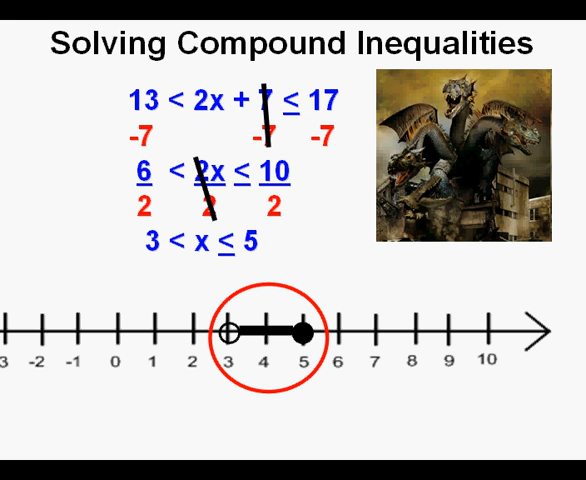 Solving Compound Inequalities
13 < 2x + 7 ≤ 17
-7 -7 -7
6 < 2x ≤ 10
2 2 2
3 < x ≤ 5
3 -2 -1 0 1 2 3 4 5 6 7 8 9 10